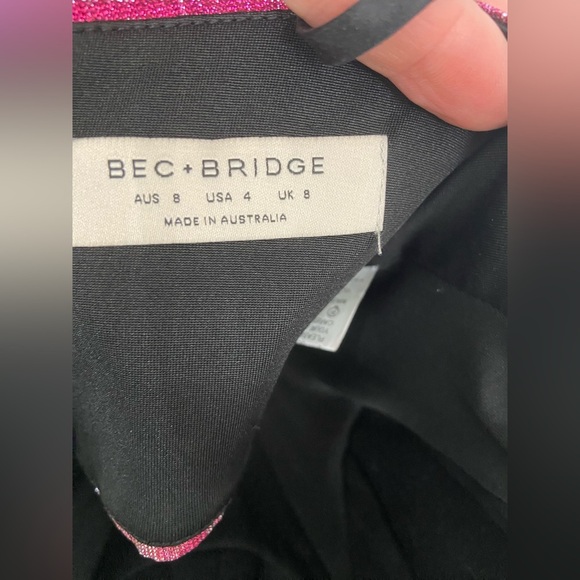 BEC + BRIDGE
AUS 8 USA 4 UK 8
MADE IN AUSTRALIA